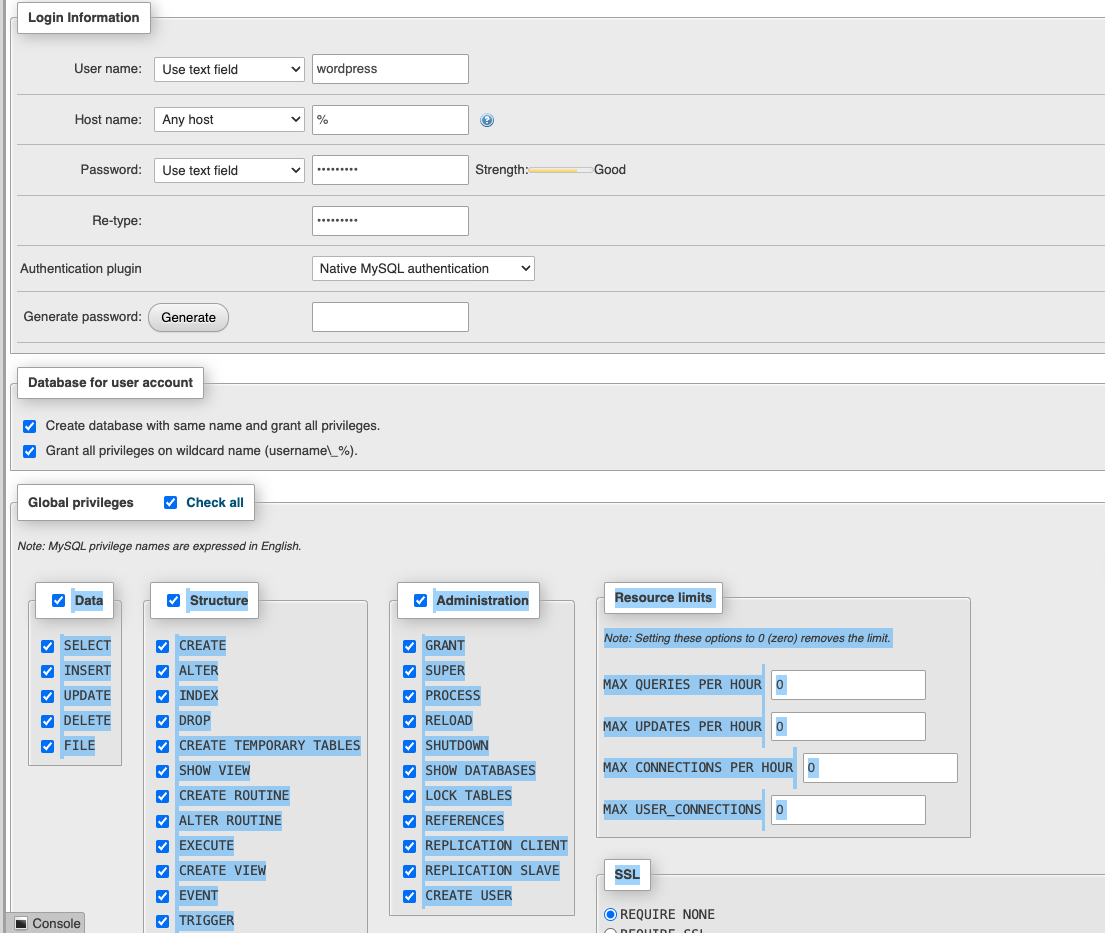 Login Information
User name: Use text field wordpress
Host name: Any host %
Password: Use text field ••••••••• Strength: Good
Re-type: •••••••••
Authentication plugin Native MySQL authentication
Generate password: Generate
Database for user account
Create database with same name and grant all privileges.
Grant all privileges on wildcard name (username\_%).
Global privileges Check all
Note: MySQL privilege names are expressed in English.
Data
SELECT
INSERT
UPDATE
DELETE
FILE
Structure
CREATE
ALTER
INDEX
DROP
CREATE TEMPORARY TABLES
SHOW VIEW
CREATE ROUTINE
ALTER ROUTINE
EXECUTE
CREATE VIEW
EVENT
TRIGGER
Administration
GRANT
SUPER
PROCESS
RELOAD
SHUTDOWN
SHOW DATABASES
LOCK TABLES
REFERENCES
REPLICATION CLIENT
REPLICATION SLAVE
CREATE USER
Resource limits
Note: Setting these options to 0 (zero) removes the limit.
MAX QUERIES PER HOUR 0
MAX UPDATES PER HOUR 0
MAX CONNECTIONS PER HOUR 0
MAX USER_CONNECTIONS 0
SSL
REQUIRE NONE
REQUIRE SSL
Console